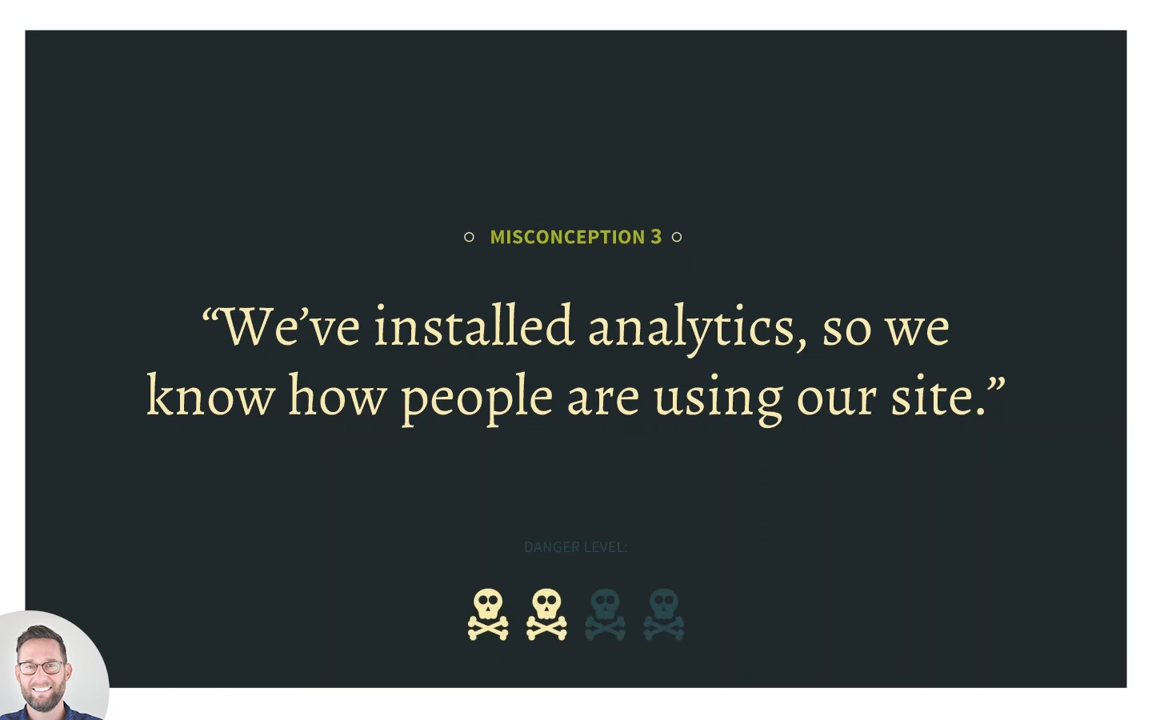 MISCONCEPTION 3
“We’ve installed analytics, so we
know how people are using our site.”
DANGER LEVEL: